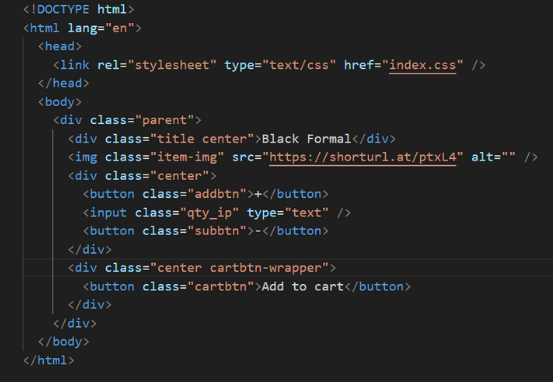 <!DOCTYPE html>
<html lang="en">
<head>
<link rel="stylesheet" type="text/css" href="index.css" />
</head>
<body>
<div class="parent">
<div class="title center">Black Formal</div>
<img class="item-img" src="https://shorturl.at/ptxL4" alt="" />
<div class="center">
<button class="addbtn">+</button>
<input class="qty_ip" type="text" />
<button class="subbtn">-</button>
</div>
<div class="center cartbtn-wrapper">
<button class="cartbtn">Add to cart</button>
</div>
</div>
</body>
</html>